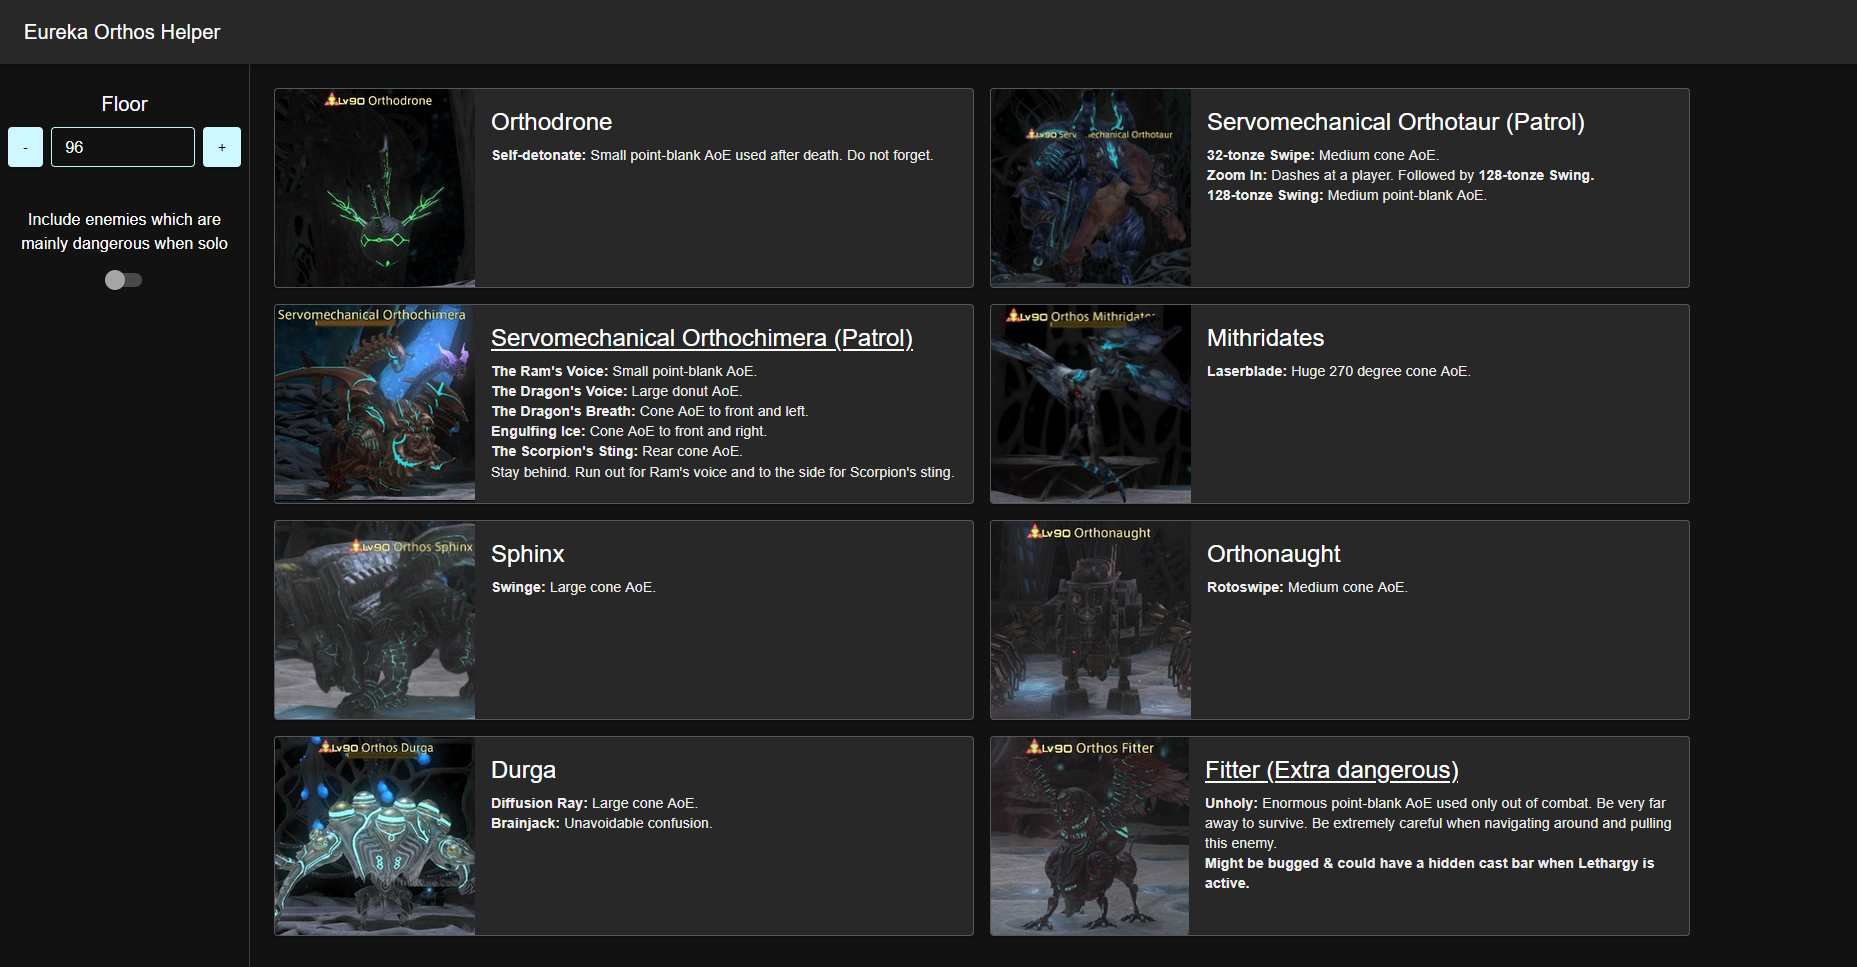 Eureka Orthos Helper
Floor
-
96
+
Include enemies which are
mainly dangerous when solo
Lv90 Orthodrone
Orthodrone
Self-detonate: Small point-blank AoE used after death. Do not forget.
Lv90 Serv mechanical Orthotaur
Servomechanical Orthotaur (Patrol)
32-tonze Swipe: Medium cone AoE.
Zoom In: Dashes at a player. Followed by 128-tonze Swing.
128-tonze Swing: Medium point-blank AoE.
Servomechanical Orthochimera
Servomechanical Orthochimera (Patrol)
The Ram's Voice: Small point-blank AoE.
The Dragon's Voice: Large donut AoE.
The Dragon's Breath: Cone AoE to front and left.
Engulfing Ice: Cone AoE to front and right.
The Scorpion's Sting: Rear cone AoE.
Stay behind. Run out for Ram's voice and to the side for Scorpion's sting.
Lv90 Orthos Mithridates
Mithridates
Laserblade: Huge 270 degree cone AoE.
Lv90 Orthos Sphinx
Sphinx
Swinge: Large cone AoE.
Lv90 Orthonaught
Orthonaught
Rotoswipe: Medium cone AoE.
Lv90 Orthos Durga
Durga
Diffusion Ray: Large cone AoE.
Brainjack: Unavoidable confusion.
Lv90 Orthos Fitter
Fitter (Extra dangerous)
Unholy: Enormous point-blank AoE used only out of combat. Be very far
away to survive. Be extremely careful when navigating around and pulling
this enemy.
Might be bugged & could have a hidden cast bar when Lethargy is
active.